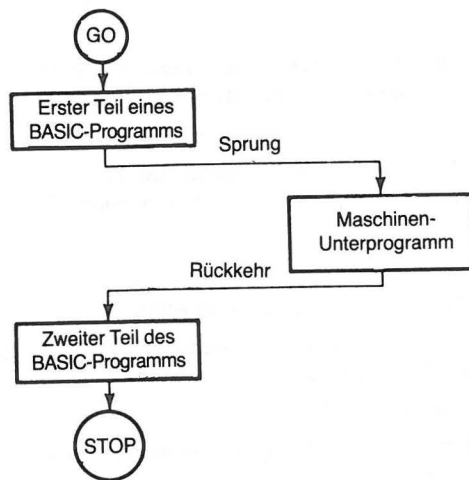 GO
Erster Teil eines
BASIC-Programms
Sprung
Maschinen-
Unterprogramm
Rückkehr
Zweiter Teil des
BASIC-Programms
STOP